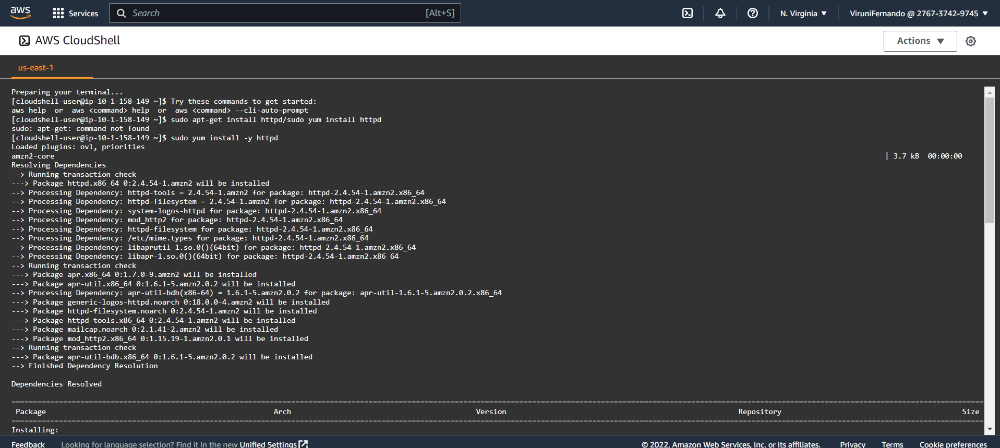 aws
Services
Search
[Alt+S]
N. Virginia
ViruniFernando @ 2767-3742-9745
AWS CloudShell
Actions
us-east-1
Preparing your terminal...
[cloudshell-user@ip-10-1-158-149 ~]$ Try these commands to get started:
aws help  or  aws <command> help  or  aws <command> --cli-auto-prompt
[cloudshell-user@ip-10-1-158-149 ~]$ sudo apt-get install httpd/sudo yum install httpd
sudo: apt-get: command not found
[cloudshell-user@ip-10-1-158-149 ~]$ sudo yum install -y httpd
Loaded plugins: ovl, priorities
amzn2-core | 3.7 kB  00:00:00
Resolving Dependencies
--> Running transaction check
---> Package httpd.x86_64 0:2.4.54-1.amzn2 will be installed
--> Processing Dependency: httpd-tools = 2.4.54-1.amzn2 for package: httpd-2.4.54-1.amzn2.x86_64
--> Processing Dependency: httpd-filesystem = 2.4.54-1.amzn2 for package: httpd-2.4.54-1.amzn2.x86_64
--> Processing Dependency: system-logos-httpd for package: httpd-2.4.54-1.amzn2.x86_64
--> Processing Dependency: mod_http2 for package: httpd-2.4.54-1.amzn2.x86_64
--> Processing Dependency: httpd-filesystem for package: httpd-2.4.54-1.amzn2.x86_64
--> Processing Dependency: /etc/mime.types for package: httpd-2.4.54-1.amzn2.x86_64
--> Processing Dependency: libaprutil-1.so.0()(64bit) for package: httpd-2.4.54-1.amzn2.x86_64
--> Processing Dependency: libapr-1.so.0()(64bit) for package: httpd-2.4.54-1.amzn2.x86_64
--> Running transaction check
---> Package apr.x86_64 0:1.7.0-9.amzn2 will be installed
---> Package apr-util.x86_64 0:1.6.1-5.amzn2.0.2 will be installed
--> Processing Dependency: apr-util-bdb(x86-64) = 1.6.1-5.amzn2.0.2 for package: apr-util-1.6.1-5.amzn2.0.2.x86_64
---> Package generic-logos-httpd.noarch 0:18.0.0-4.amzn2 will be installed
---> Package httpd-filesystem.noarch 0:2.4.54-1.amzn2 will be installed
---> Package httpd-tools.x86_64 0:2.4.54-1.amzn2 will be installed
---> Package mailcap.noarch 0:2.1.41-2.amzn2 will be installed
---> Package mod_http2.x86_64 0:1.15.19-1.amzn2.0.1 will be installed
--> Running transaction check
---> Package apr-util-bdb.x86_64 0:1.6.1-5.amzn2.0.2 will be installed
--> Finished Dependency Resolution
Dependencies Resolved
Package Arch Version Repository Size
Installing:
Feedback Looking for language selection? Find it in the new Unified Settings © 2022, Amazon Web Services, Inc. or its affiliates. Privacy Terms Cookie preferences